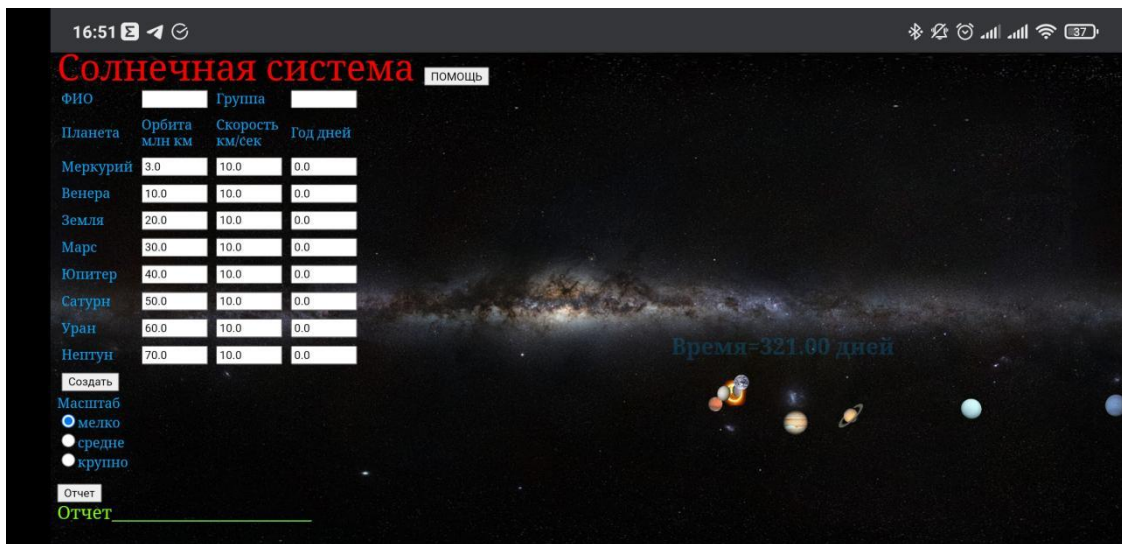 16:51
37
Солнечная система помощь
ФИО Группа
Планета Орбита млн км Скорость км/сек Год дней
Меркурий 3.0 10.0 0.0
Венера 10.0 10.0 0.0
Земля 20.0 10.0 0.0
Марс 30.0 10.0 0.0
Юпитер 40.0 10.0 0.0
Сатурн 50.0 10.0 0.0
Уран 60.0 10.0 0.0
Нептун 70.0 10.0 0.0
Время=321.00 дней
Создать
Масштаб
мелко
средне
крупно
Отчет
Отчет